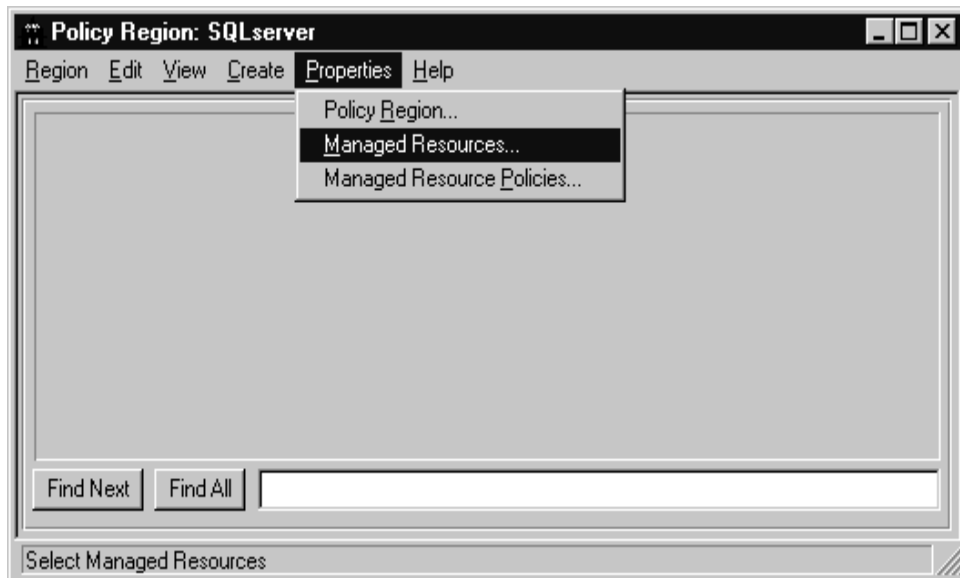 Policy Region: SQLserver
Region Edit View Create Properties Help
Policy Region...
Managed Resources...
Managed Resource Policies...
Find Next Find All
Select Managed Resources